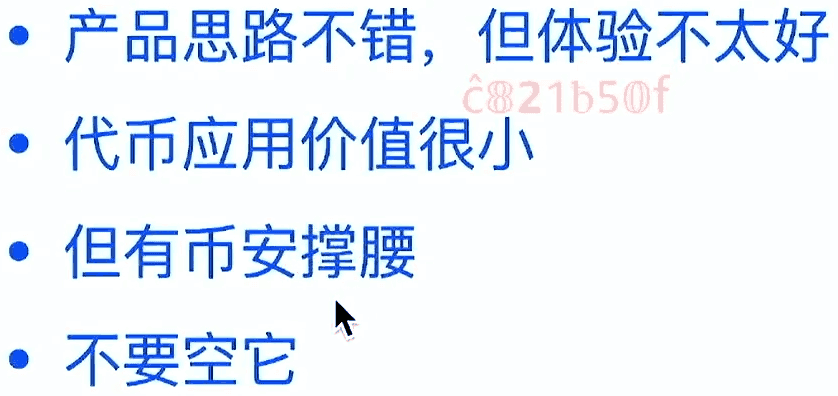 • 产品思路不错，但体验不太好
ĉ821b50f
• 代币应用价值很小
• 但有币安撑腰
• 不要空它